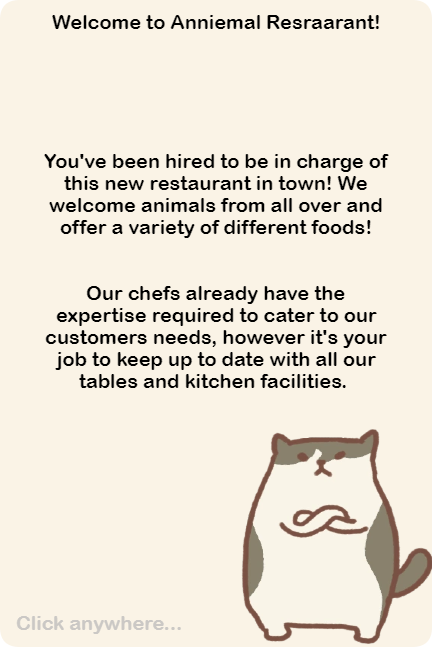 Welcome to Anniemal Resraarant!
You've been hired to be in charge of
this new restaurant in town! We
welcome animals from all over and
offer a variety of different foods!
Our chefs already have the
expertise required to cater to our
customers needs, however it's your
job to keep up to date with all our
tables and kitchen facilities.
Click anywhere...